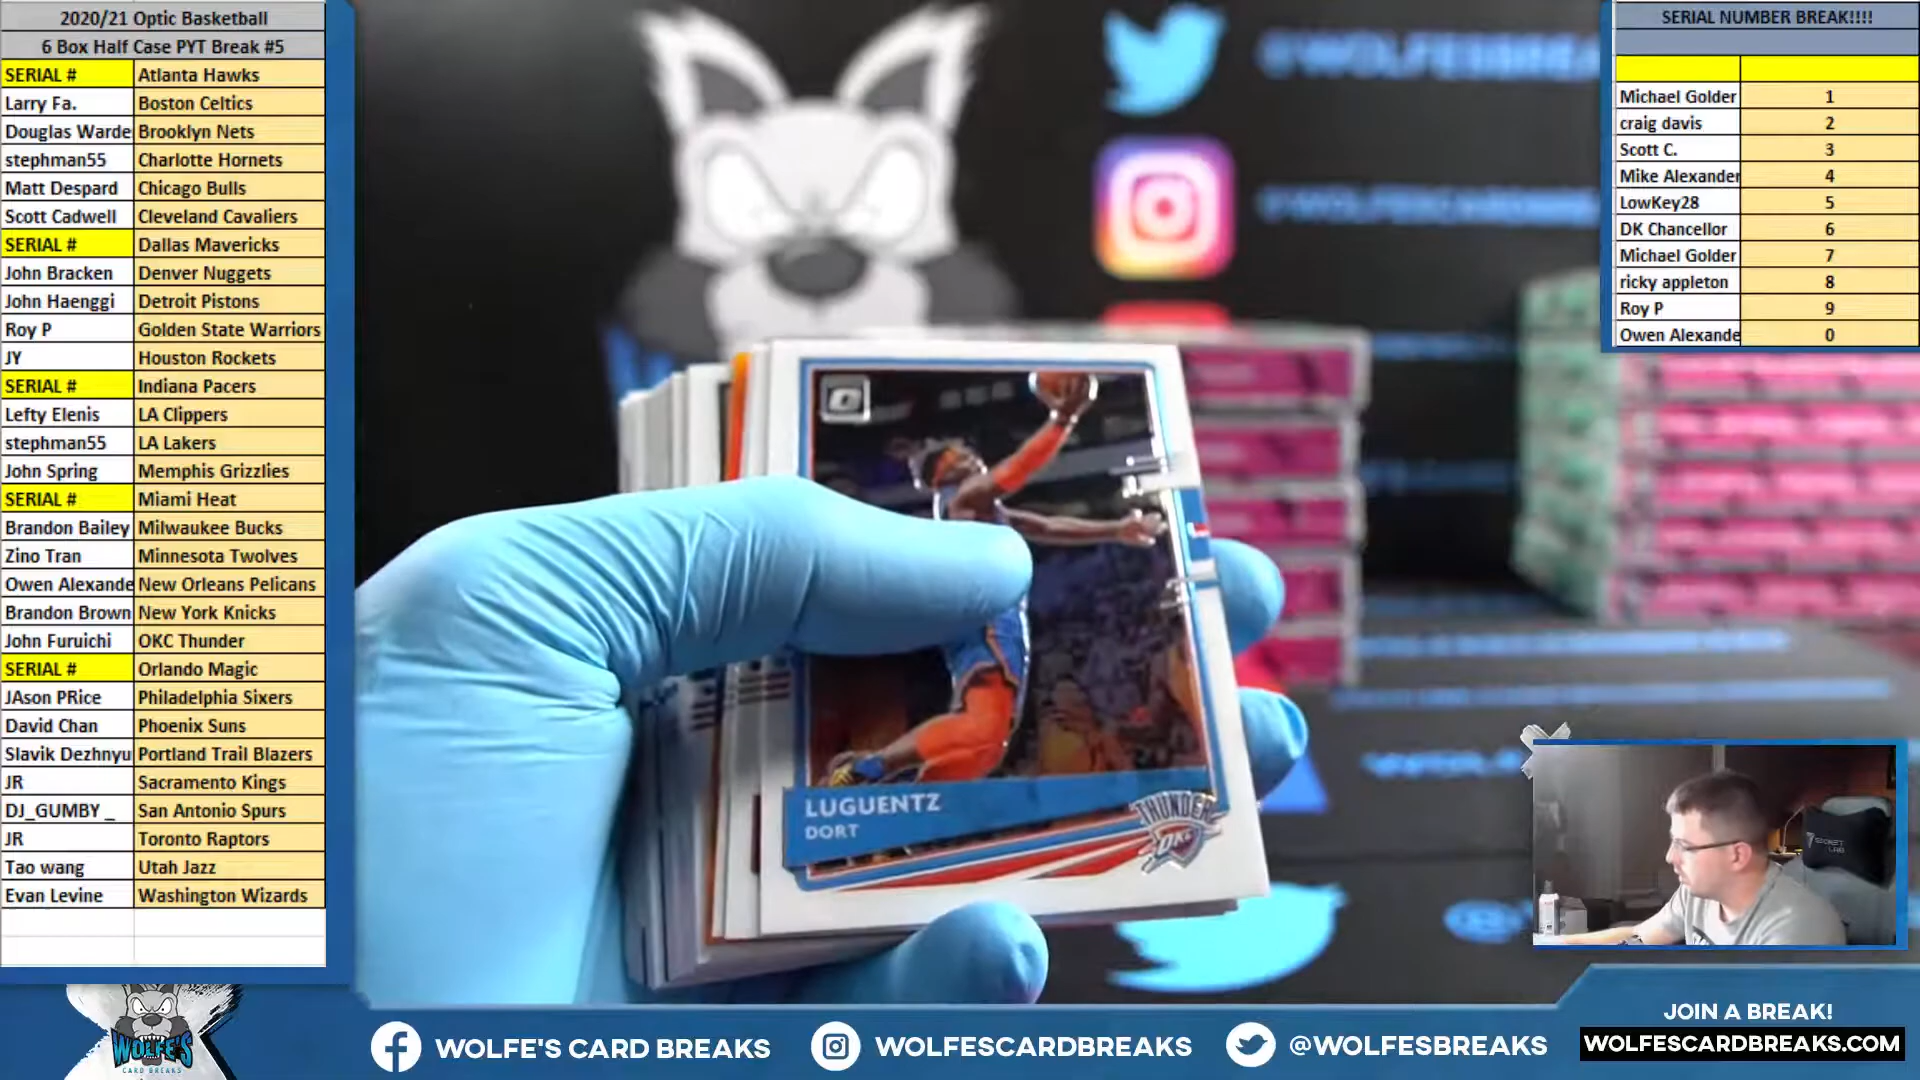 2020/21 Optic Basketball
6 Box Half Case PYT Break #5
SERIAL # Atlanta Hawks
Larry Fa. Boston Celtics
Douglas Warde Brooklyn Nets
stephman55 Charlotte Hornets
Matt Despard Chicago Bulls
Scott Cadwell Cleveland Cavaliers
SERIAL # Dallas Mavericks
John Bracken Denver Nuggets
John Haenggi Detroit Pistons
Roy P Golden State Warriors
JY Houston Rockets
SERIAL # Indiana Pacers
Lefty Elenis LA Clippers
stephman55 LA Lakers
John Spring Memphis Grizzlies
SERIAL # Miami Heat
Brandon Bailey Milwaukee Bucks
Zino Tran Minnesota Twolves
Owen Alexande New Orleans Pelicans
Brandon Brown New York Knicks
John Furuichi OKC Thunder
SERIAL # Orlando Magic
JAson PRice Philadelphia Sixers
David Chan Phoenix Suns
Slavik Dezhnyu Portland Trail Blazers
JR Sacramento Kings
DJ_GUMBY_ San Antonio Spurs
JR Toronto Raptors
Tao wang Utah Jazz
Evan Levine Washington Wizards
@WOLFESBREA
LUGUENTZ
DORT
THUNDER
OKC
SERIAL NUMBER BREAK!!!!
Michael Golder 1
craig davis 2
Scott C. 3
Mike Alexander 4
LowKey28 5
DK Chancellor 6
Michael Golder 7
ricky appleton 8
Roy P 9
Owen Alexande 0
WOLFE'S
CARD BREAKS
WOLFE'S CARD BREAKS
WOLFESCARDBREAKS
@WOLFESBREAKS
JOIN A BREAK!
WOLFESCARDBREAKS.COM